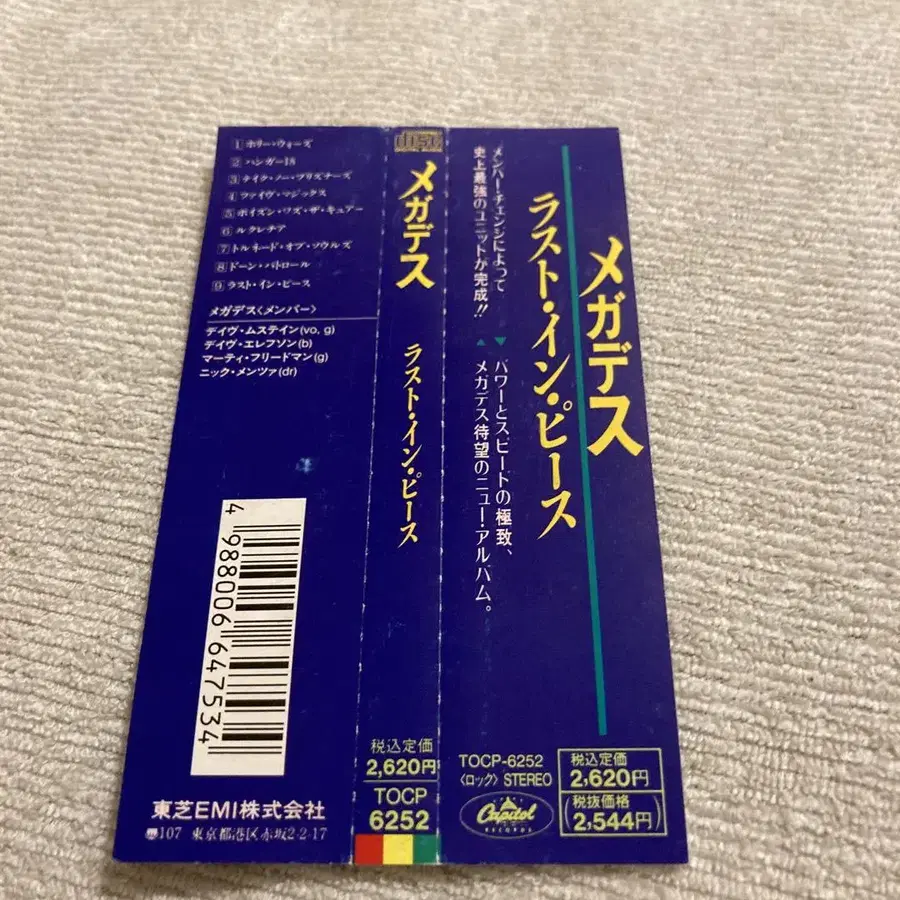 1 ホリー・ウォーズ
2 ハンガー18
3 テイク・ノー・プリズナーズ
4 ファイヴ・マジックス
5 ポイズン・ワズ・ザ・キュアー
6 ルクレチア
7 トルネード・オブ・ソウルズ
8 ドーン・パトロール
9 ラスト・イン・ピース
メガデス〈メンバー〉
デイヴ・ムステイン(vo, g)
デイヴ・エレフソン(b)
マーティ・フリードマン(g)
ニック・メンツァ(dr)
4 988006 647534
東芝EMI株式会社
107 東京都港区赤坂2-2-17
disc
メガデス
ラスト・イン・ピース
税込定価
2,620円
TOCP
6252
メガデス
ラスト・イン・ピース
メンバー・チェンジによって
史上最強のユニットが完成!!
▼パワーとスピードの極致、
▲メガデス待望のニュー・アルバム。
TOCP-6252
〈ロック〉 STEREO
Capitol
RECORDS
税込定価
2,620円
(税抜価格
2,544円)